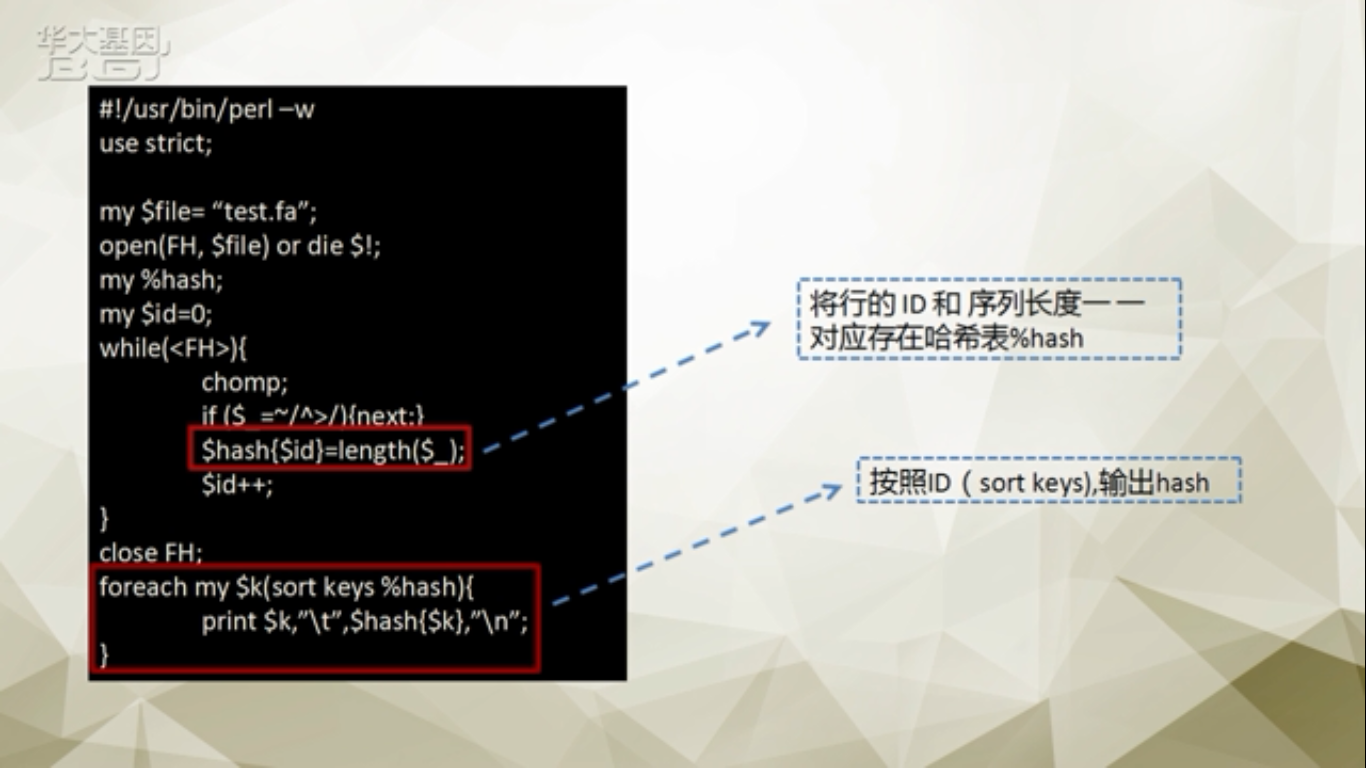 华大基因
BGI
#!/usr/bin/perl –w
use strict;
my $file= “test.fa”;
open(FH, $file) or die $!;
my %hash;
my $id=0;
while(<FH>){
chomp;
if ($_=~/^>/){next;}
$hash{$id}=length($_);
$id++;
}
close FH;
foreach my $k(sort keys %hash){
print $k,”\t”,$hash{$k},”\n”;
}
将行的 ID 和 序列长度一 一
对应存在哈希表%hash
按照ID（ sort keys),输出hash